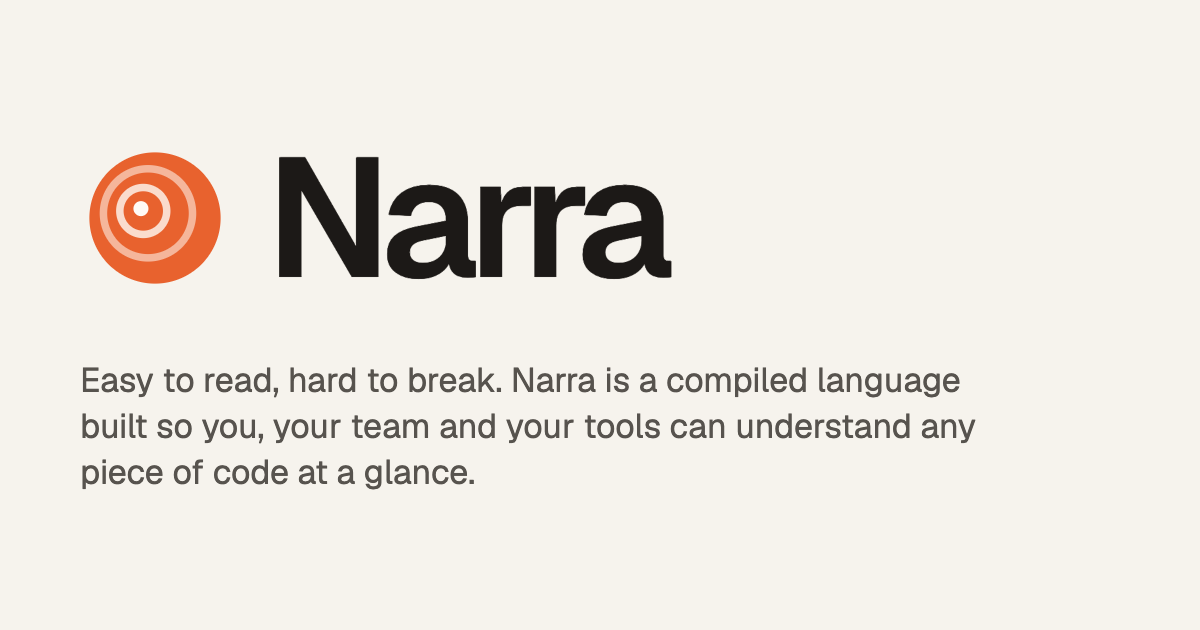 Narra
Easy to read, hard to break. Narra is a compiled language
built so you, your team and your tools can understand any
piece of code at a glance.